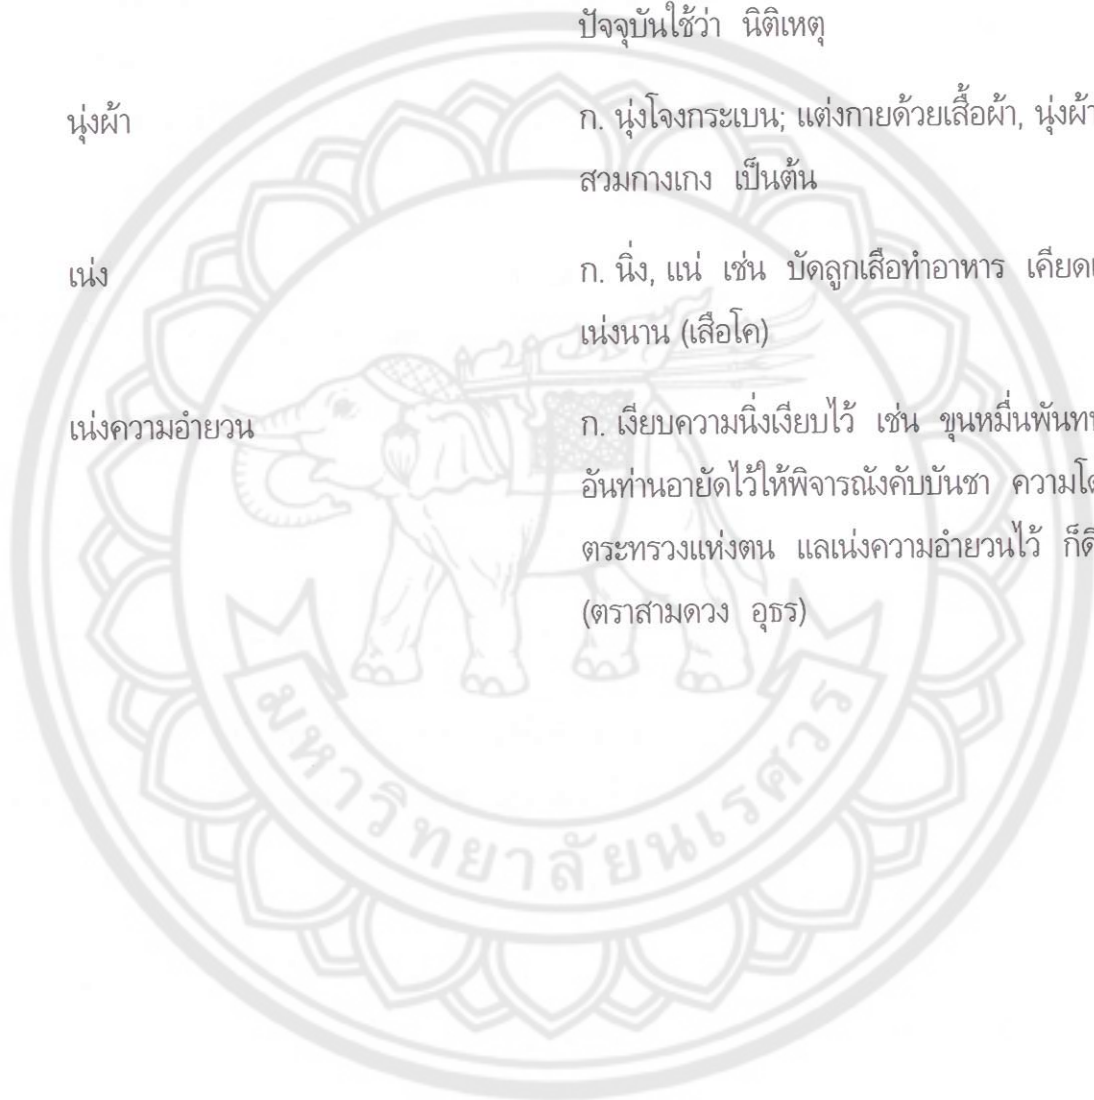 ปัจจุบันใช้ว่า นิติเหตุ
นุ่งผ้า ก. นุ่งโจงกระเบน; แต่งกายด้วยเสื้อผ้า, นุ่งผ้า
สวมกางเกง เป็นต้น
เน่ง ก. นิ่ง, แน่ เช่น บัดลูกเสือทำอาหาร
เน่งนาน (เสือโค)
เน่งความอำยวน ก. เงียบความนิ่งเงียบไว้ เช่น ขุนหมื่น
อันท่านอายัดไว้ให้พิจารณังคับบันชา
ตระทรวงแห่งตน แลเน่งความอำยวนไว้
(ตราสามดวง อุธร)
มหาวิทยาลัยนเรศวร